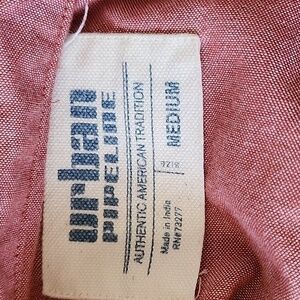 urban
PIPELINE
AUTHENTIC AMERICAN TRADITION
SIZE
MEDIUM
Made in India
RN#73277